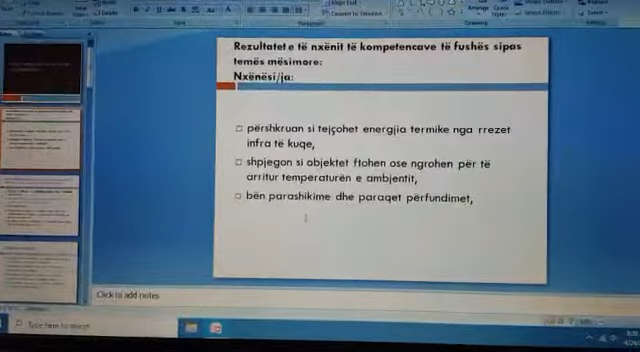 Rezultatet e të nxënit të kompetencave të fushës sipas
temës mësimore:
Nxënësi/ja:
përshkruan si tejçohet energjia termike nga rrezet
infra të kuqe,
shpjegon si objektet ftohen ose ngrohen për të
arritur temperaturën e ambjentit,
bën parashikime dhe paraqet përfundimet,
Click to add notes
Type here to search